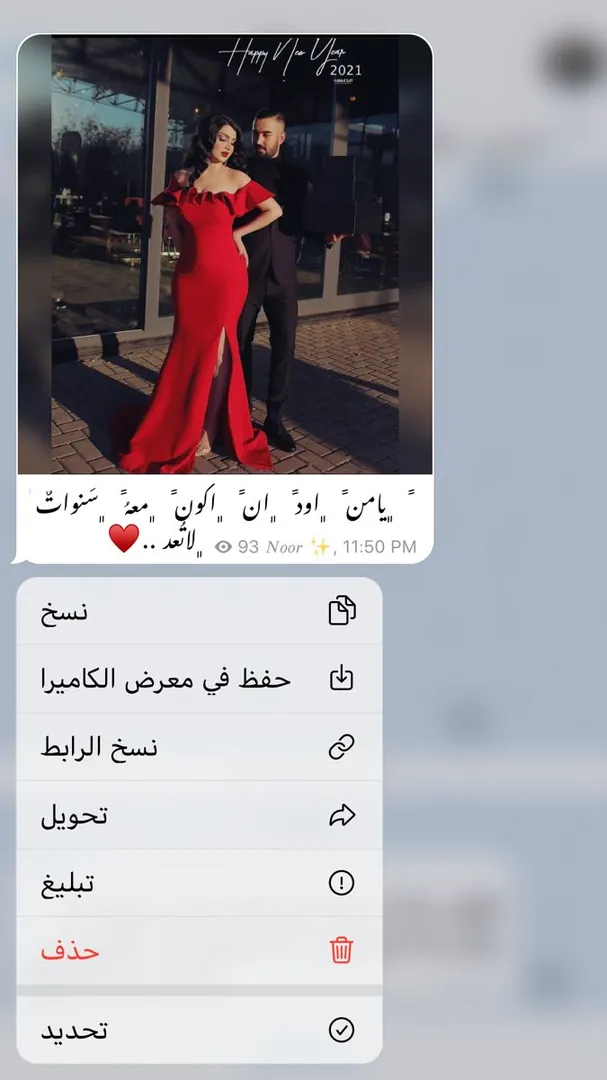 Happy New Year
2021
يامنً اودً انً اكونً معهُ سَنواتٌ
لاتُعد ..❤️
93 Noor ✨, 11:50 PM
نسخ
حفظ في معرض الكاميرا
نسخ الرابط
تحويل
تبليغ
حذف
تحديد